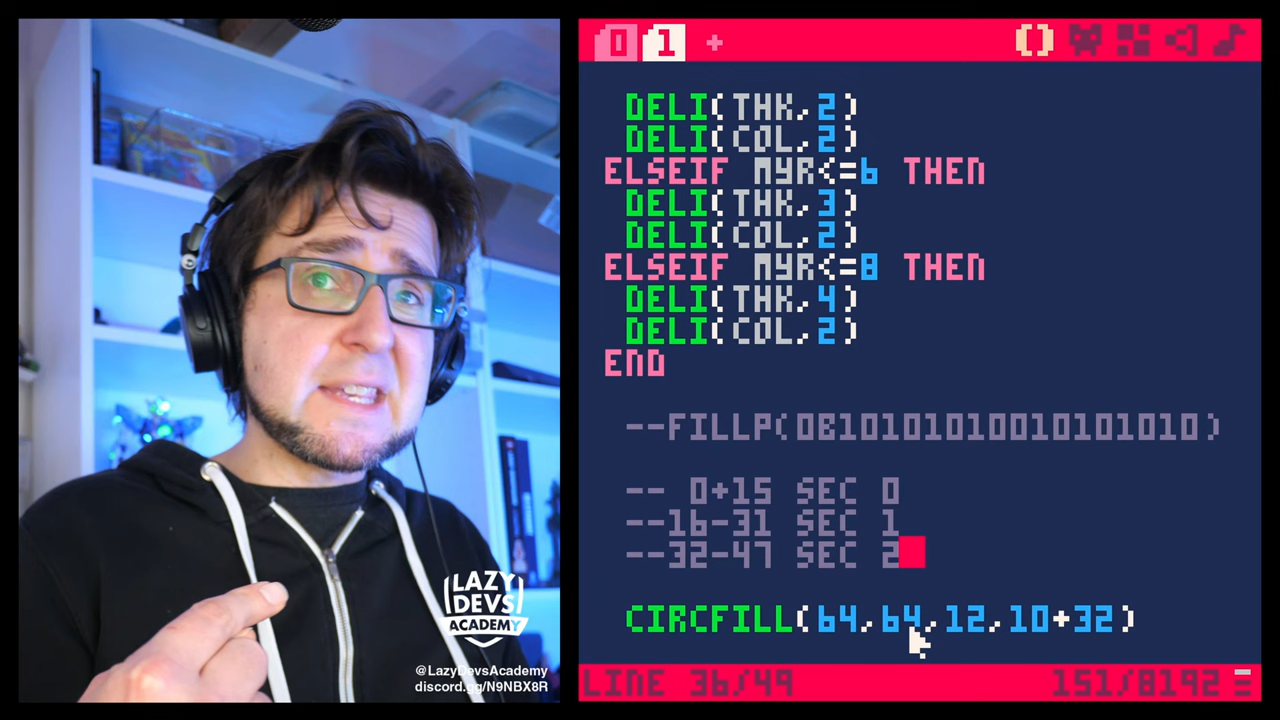 0 1 +
DELI(THK,2)
DELI(COL,2)
ELSEIF MYR<=6 THEN
DELI(THK,3)
DELI(COL,2)
ELSEIF MYR<=8 THEN
DELI(THK,4)
DELI(COL,2)
END
--FILLP(0B1010101001010101010)
-- 0+15 SEC 0
--16-31 SEC 1
--32-47 SEC 2
CIRCFILL(64,64,12,10+32)
LINE 36/49
151/8192
LAZY
DEVS
ACADEMY
@LazyDevsAcademy
discord.gg/N9NBX8R